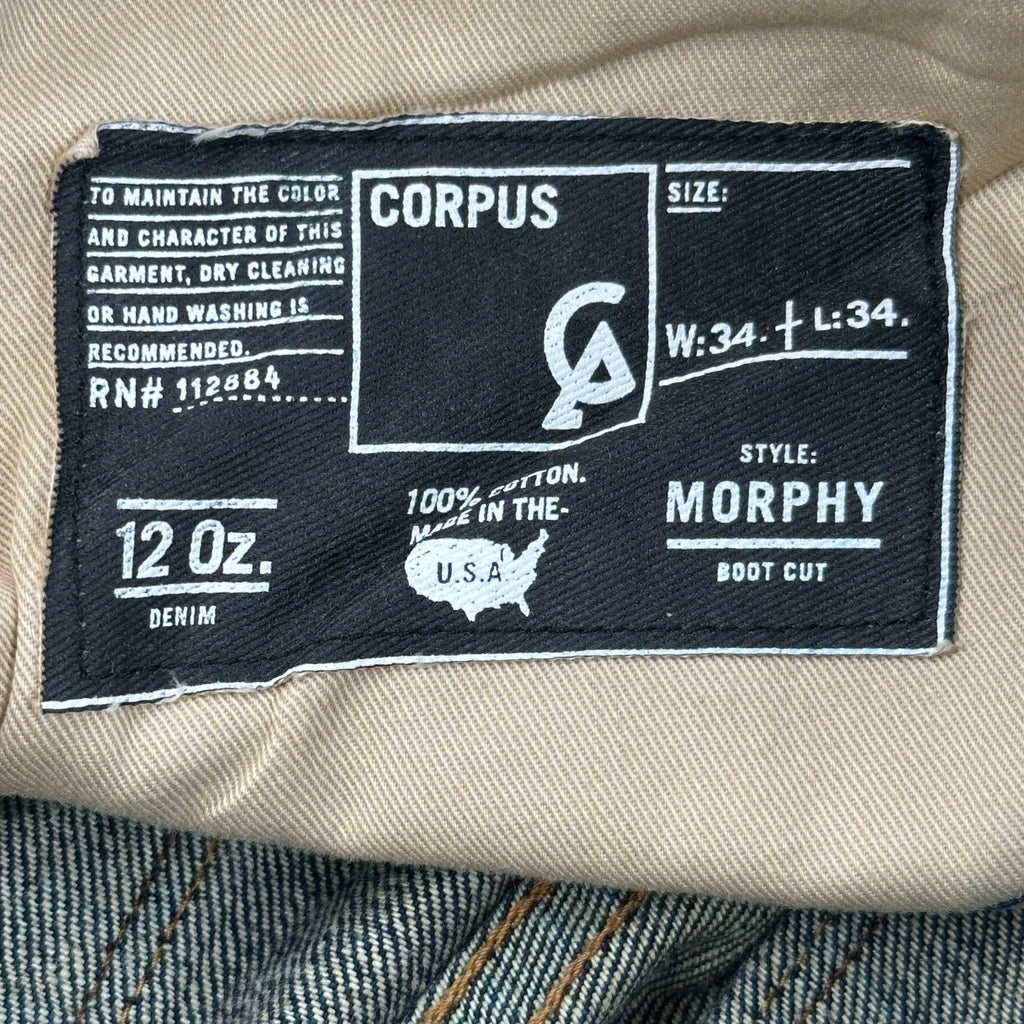 TO MAINTAIN THE COLOR
AND CHARACTER OF THIS
GARMENT, DRY CLEANING
OR HAND WASHING IS
RECOMMENDED.
RN# 112884
CORPUS
CA
SIZE:
W:34. L:34.
12 Oz.
DENIM
100% COTTON.
MADE IN THE-
U.S.A.
STYLE:
MORPHY
BOOT CUT